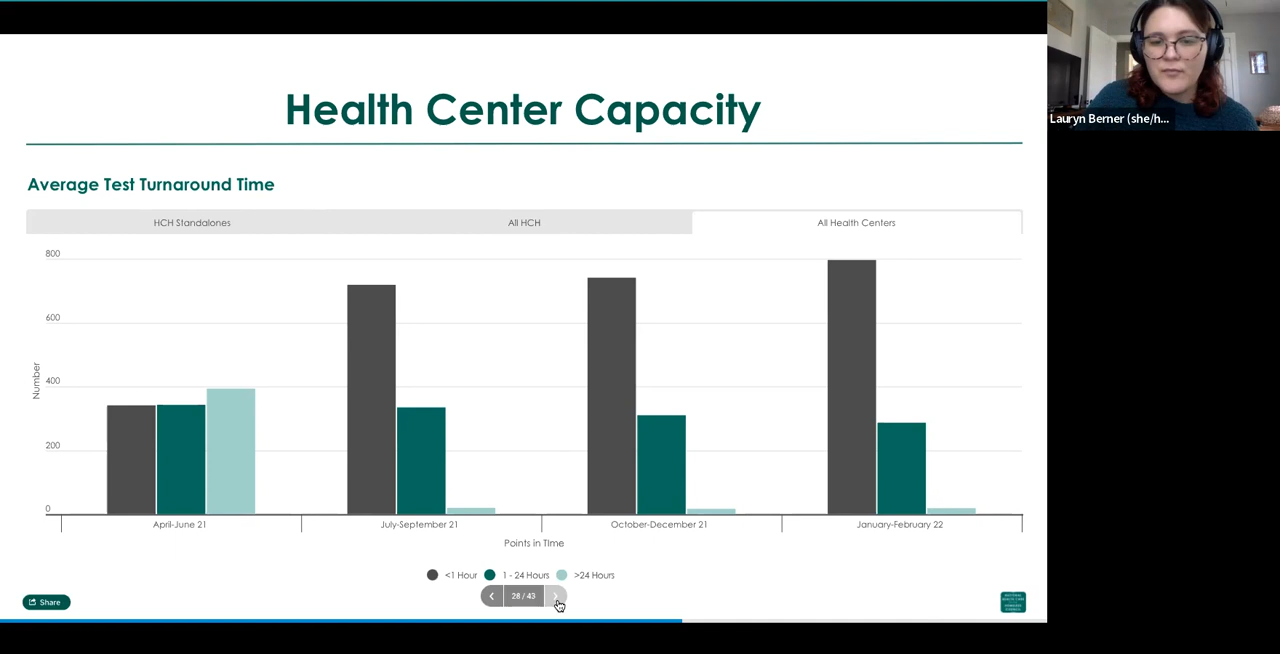 Health Center Capacity
Lauryn Berner (she/h...
Average Test Turnaround Time
HCH Standalones
All HCH
All Health Centers
800
600
400
200
0
Number
April-June 21
July-September 21
October-December 21
January-February 22
Points in TIme
<1 Hour
1 - 24 Hours
>24 Hours
Share
28 / 43